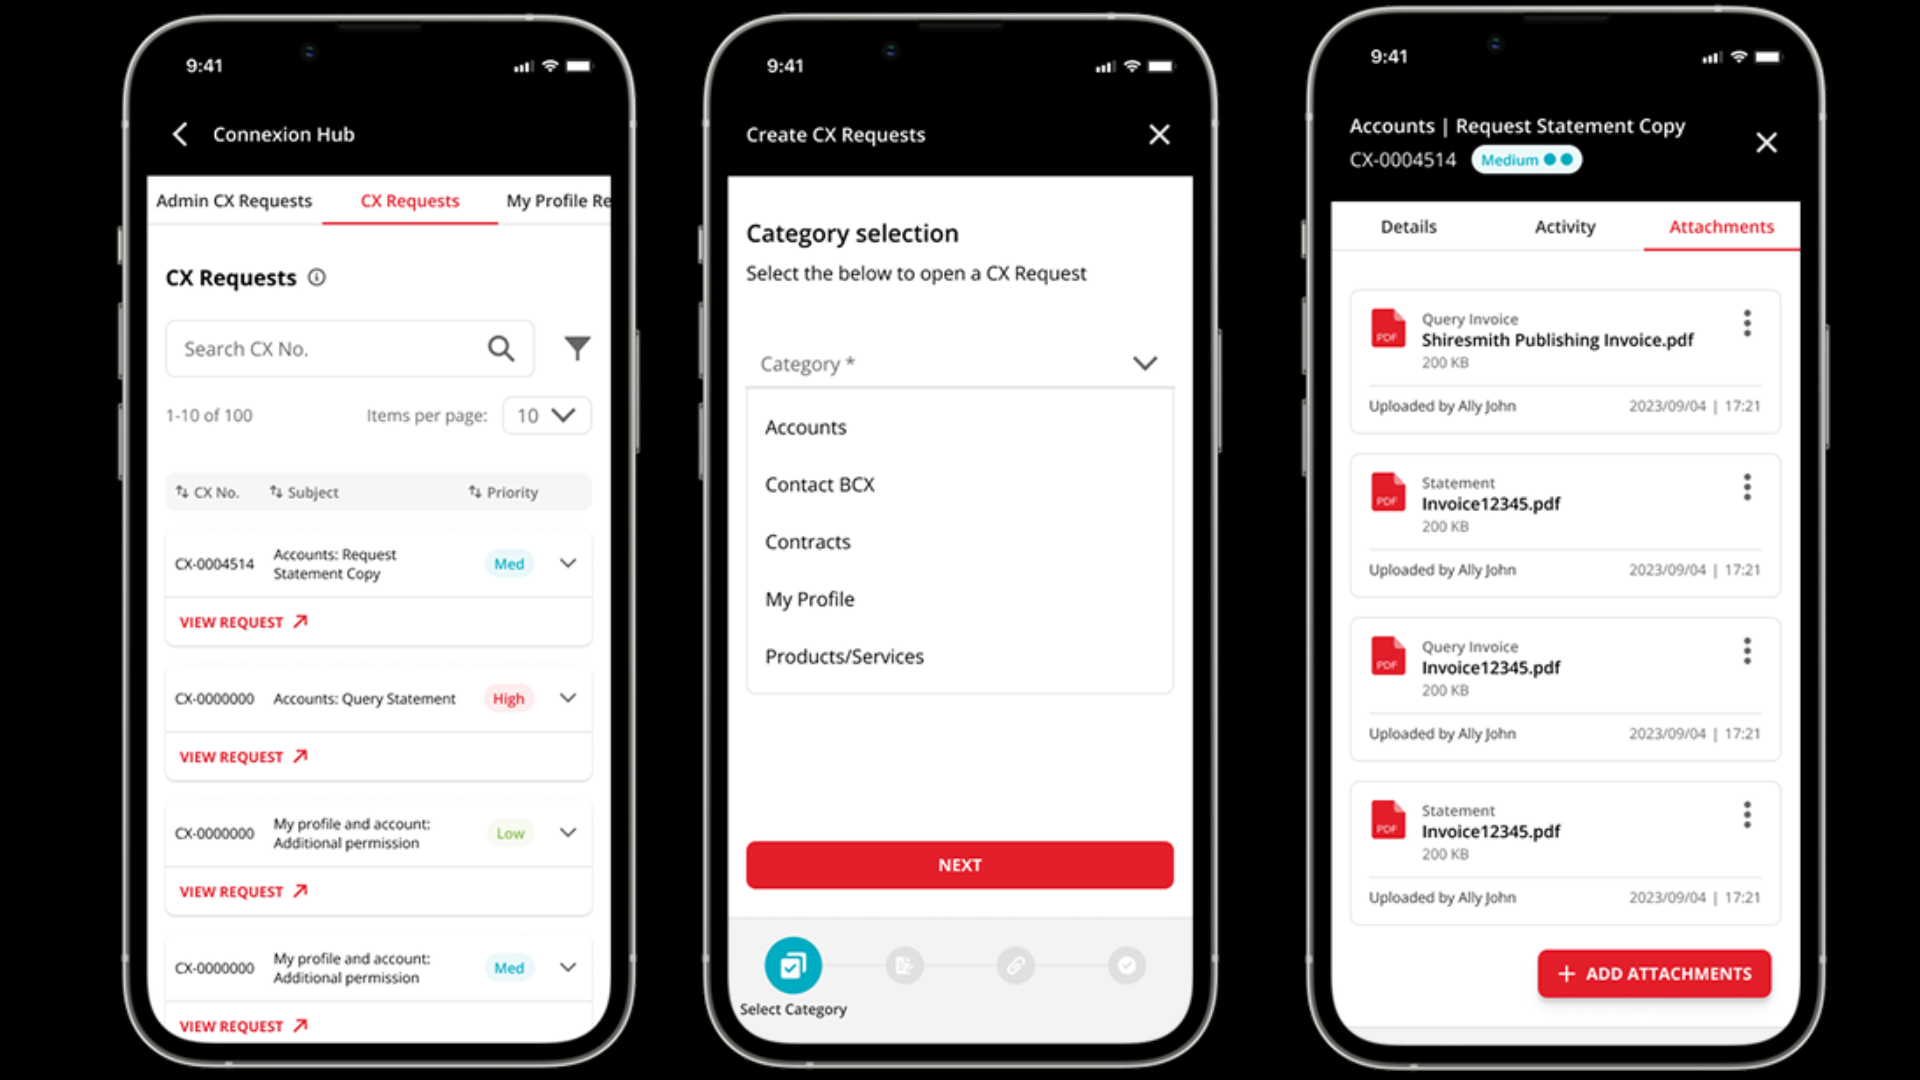 9:41
Connexion Hub
Admin CX Requests CX Requests My Profile Re
CX Requests
Search CX No.
1-10 of 100 Items per page: 10
CX No. Subject Priority
CX-0004514 Accounts: Request Statement Copy Med
VIEW REQUEST
CX-0000000 Accounts: Query Statement High
VIEW REQUEST
CX-0000000 My profile and account: Additional permission Low
VIEW REQUEST
CX-0000000 My profile and account: Additional permission Med
VIEW REQUEST
9:41
Create CX Requests
Category selection
Select the below to open a CX Request
Category *
Accounts
Contact BCX
Contracts
My Profile
Products/Services
NEXT
Select Category
9:41
Accounts | Request Statement Copy
CX-0004514 Medium
Details Activity Attachments
Query Invoice
PDF Shiresmith Publishing Invoice.pdf
200 KB
Uploaded by Ally John 2023/09/04 | 17:21
Statement
PDF Invoice12345.pdf
200 KB
Uploaded by Ally John 2023/09/04 | 17:21
Query Invoice
PDF Invoice12345.pdf
200 KB
Uploaded by Ally John 2023/09/04 | 17:21
Statement
PDF Invoice12345.pdf
200 KB
Uploaded by Ally John 2023/09/04 | 17:21
+ ADD ATTACHMENTS